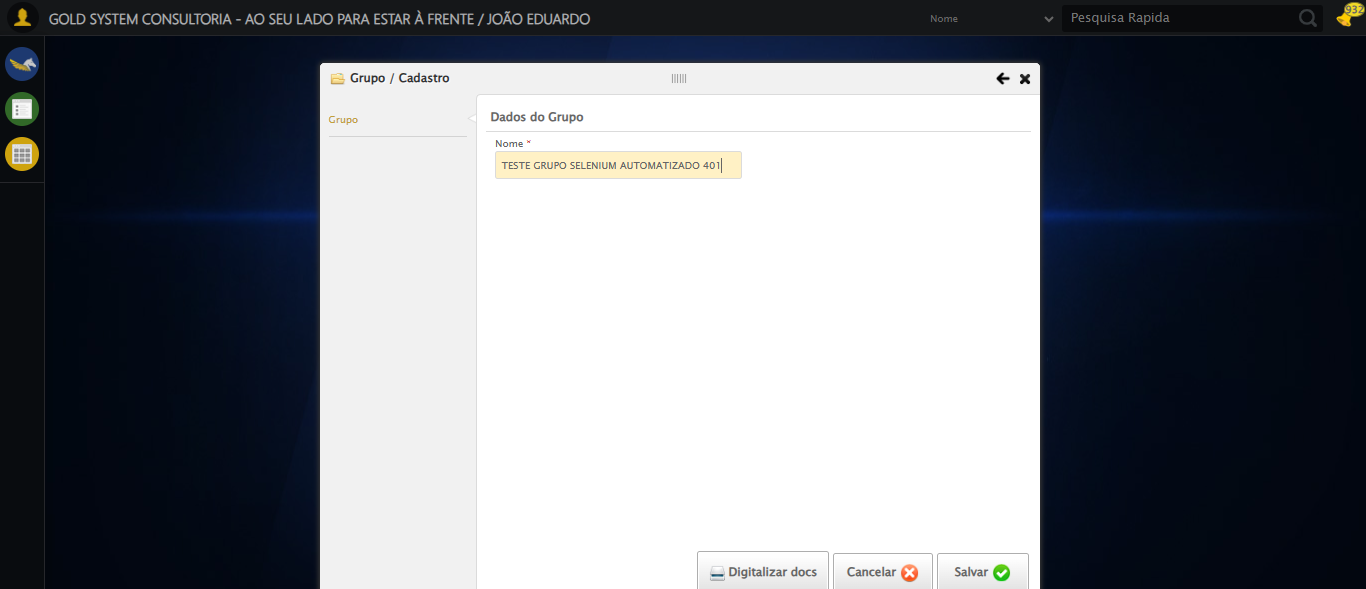 GOLD SYSTEM CONSULTORIA - AO SEU LADO PARA ESTAR À FRENTE / JOÃO EDUARDO
Nome
Pesquisa Rapida
932
Grupo / Cadastro
Grupo
Dados do Grupo
Nome *
TESTE GRUPO SELENIUM AUTOMATIZADO 401
Digitalizar docs
Cancelar
Salvar